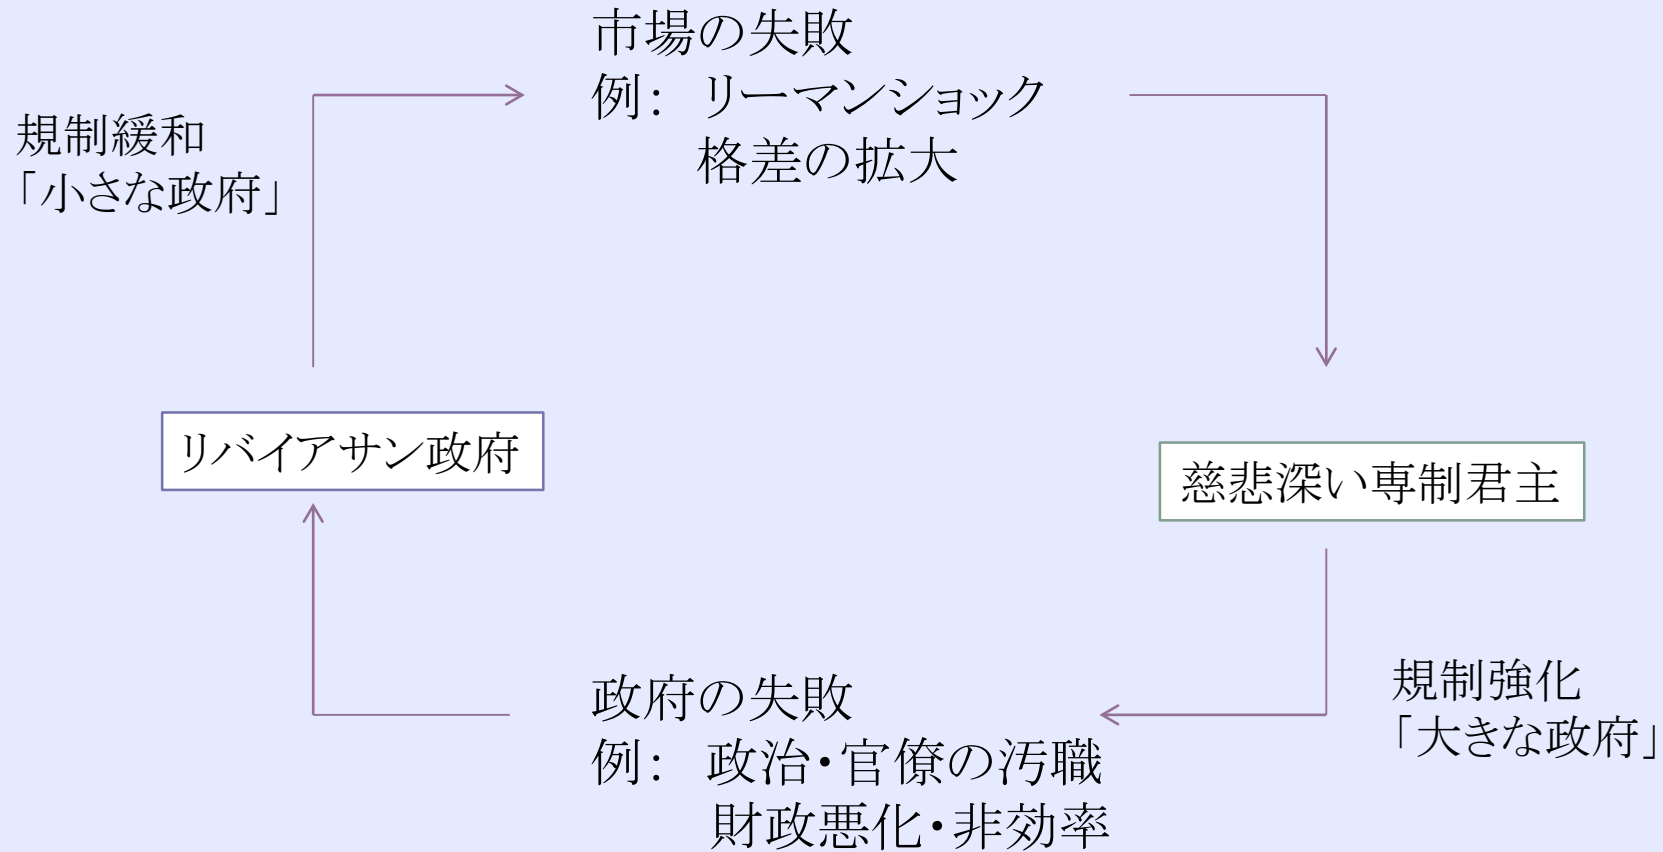 市場の失敗
例： リーマンショック
格差の拡大
規制緩和
「小さな政府」
リバイアサン政府
慈悲深い専制君主
政府の失敗
例： 政治・官僚の汚職
財政悪化・非効率
規制強化
「大きな政府」